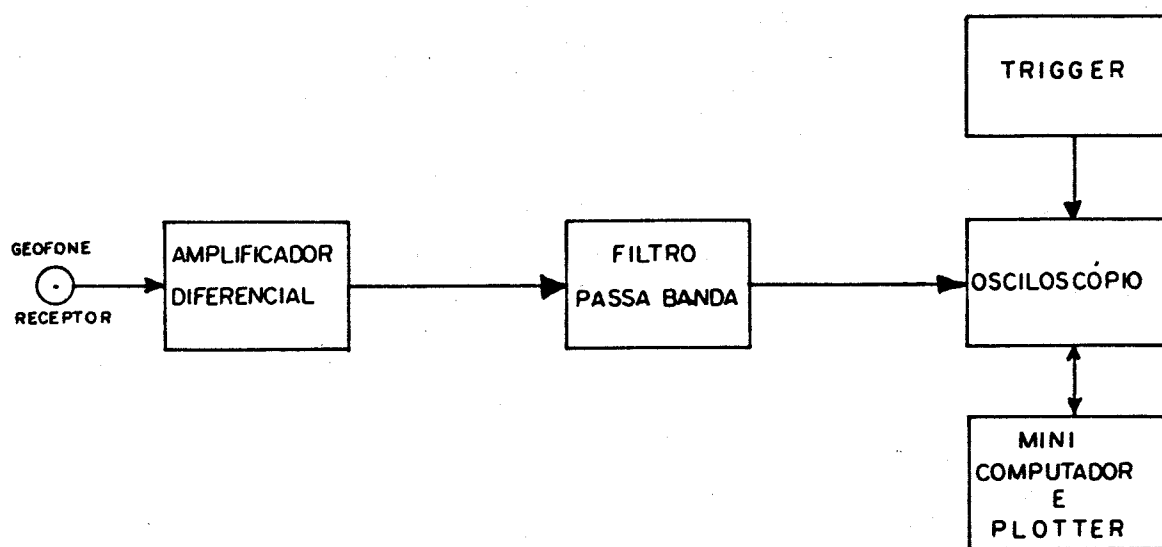 TRIGGER
GEOFONE
RECEPTOR
AMPLIFICADOR
DIFERENCIAL
FILTRO
PASSA BANDA
OSCILOSCÓPIO
MINI
COMPUTADOR
E
PLOTTER